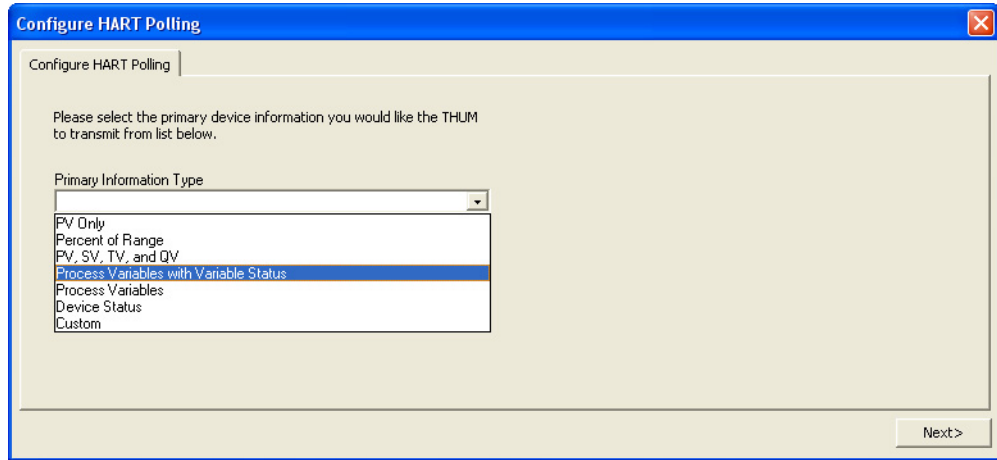 Configure HART Polling
Configure HART Polling
Please select the primary device information you would like the THUM
to transmit from list below.
Primary Information Type
PV Only
Percent of Range
PV, SV, TV, and QV
Process Variables with Variable Status
Process Variables
Device Status
Custom
Next>